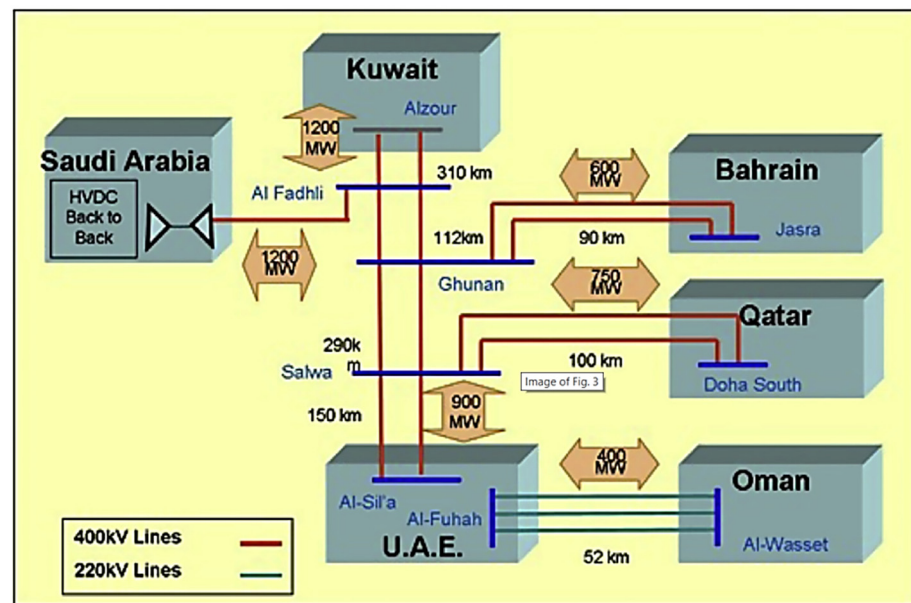 Kuwait
Alzour
1200
MW
Saudi Arabia
HVDC
Back to
Back
Al Fadhli
310 km
600
MW
Bahrain
Jasra
1200
MW
112km
90 km
Ghunan
750
MW
Qatar
290k
m
Salwa
100 km
Doha South
Image of Fig. 3
150 km
900
MW
400
MW
Oman
Al-Sil'a
Al-Fuhah
U.A.E.
Al-Wasset
52 km
400kV Lines
220kV Lines